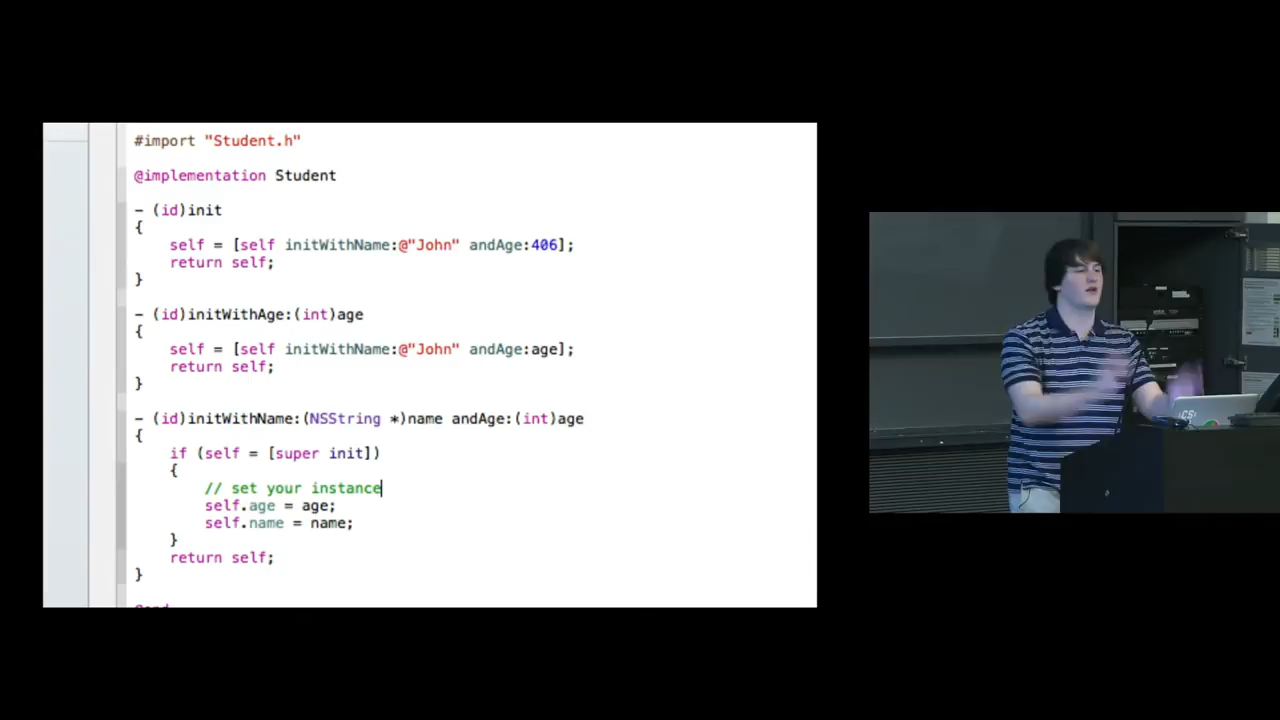 #import "Student.h"
@implementation Student
- (id)init
{
self = [self initWithName:@"John" andAge:406];
return self;
}
- (id)initWithAge:(int)age
{
self = [self initWithName:@"John" andAge:age];
return self;
}
- (id)initWithName:(NSString *)name andAge:(int)age
{
if (self = [super init])
{
// set your instance
self.age = age;
self.name = name;
}
return self;
}
@end
CS